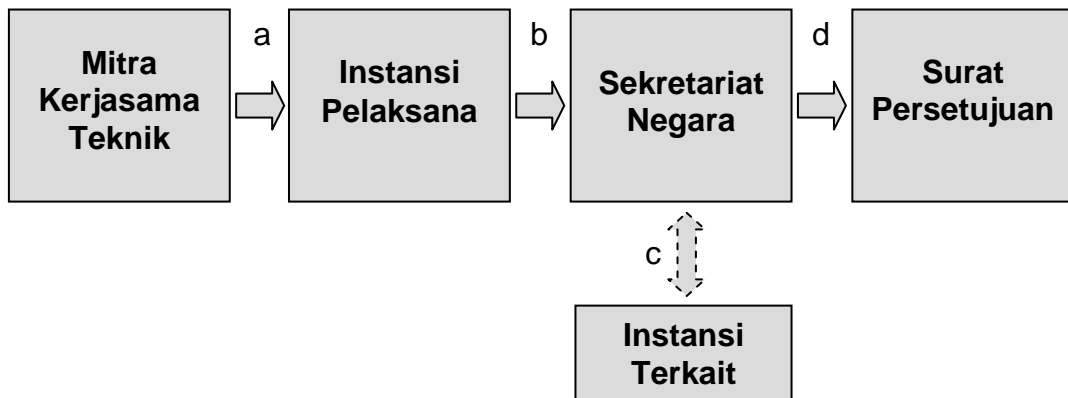 a
b
d
Mitra
Kerjasama
Teknik
Instansi
Pelaksana
Sekretariat
Negara
Surat
Persetujuan
c
Instansi
Terkait